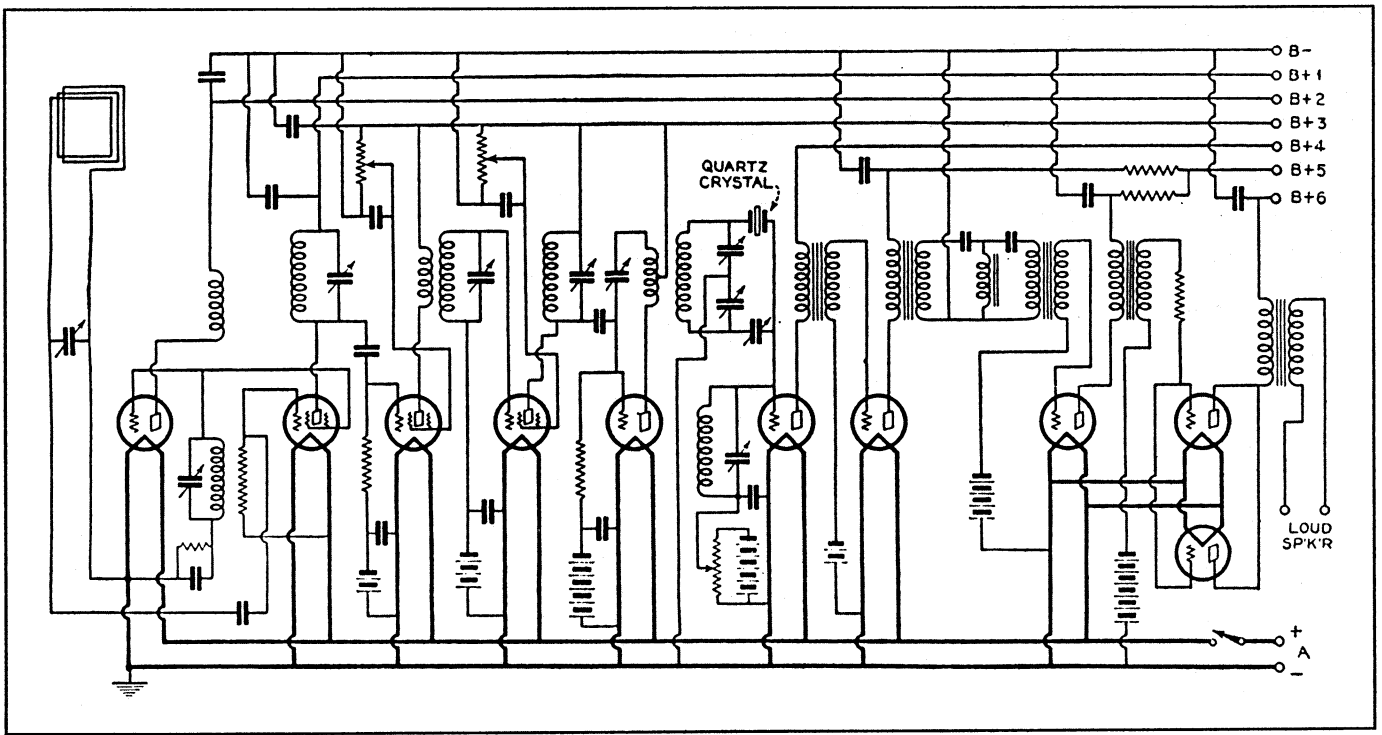 B-
B+1
B+2
B+3
B+4
B+5
B+6
QUARTZ
CRYSTAL
LOUD
SP'K'R
+
A
-